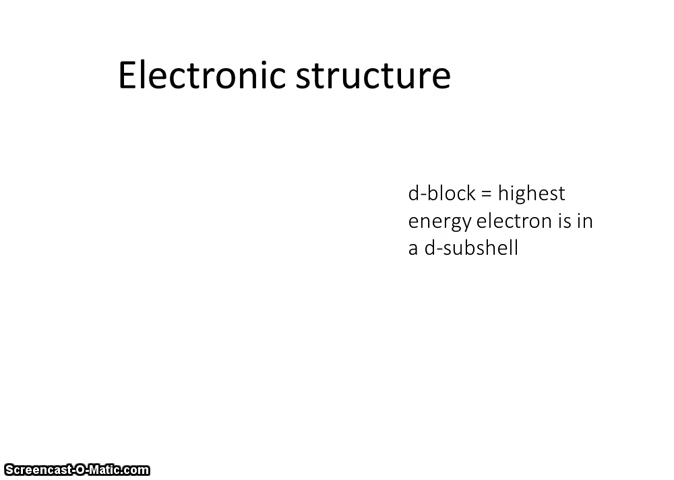 Electronic structure
d-block = highest
energy electron is in
a d-subshell
Screencast-O-Matic.com